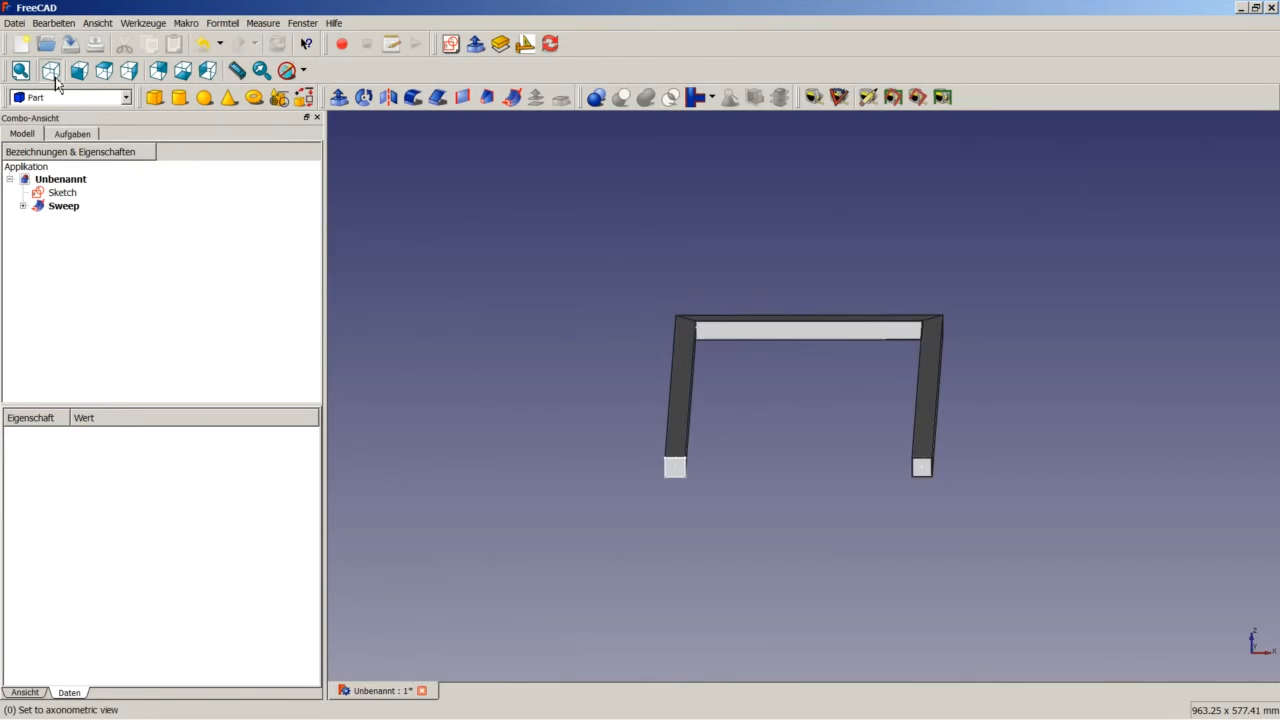 FreeCAD
Datei Bearbeiten Ansicht Werkzeuge Makro Formteil Measure Fenster Hilfe
Part
Combo-Ansicht
Modell Aufgaben
Bezeichnungen & Eigenschaften
Applikation
Unbenannt
Sketch
Sweep
Eigenschaft Wert
z
y
x
Ansicht Daten
Unbenannt : 1*
(0) Set to axonometric view
963.25 x 577.41 mm